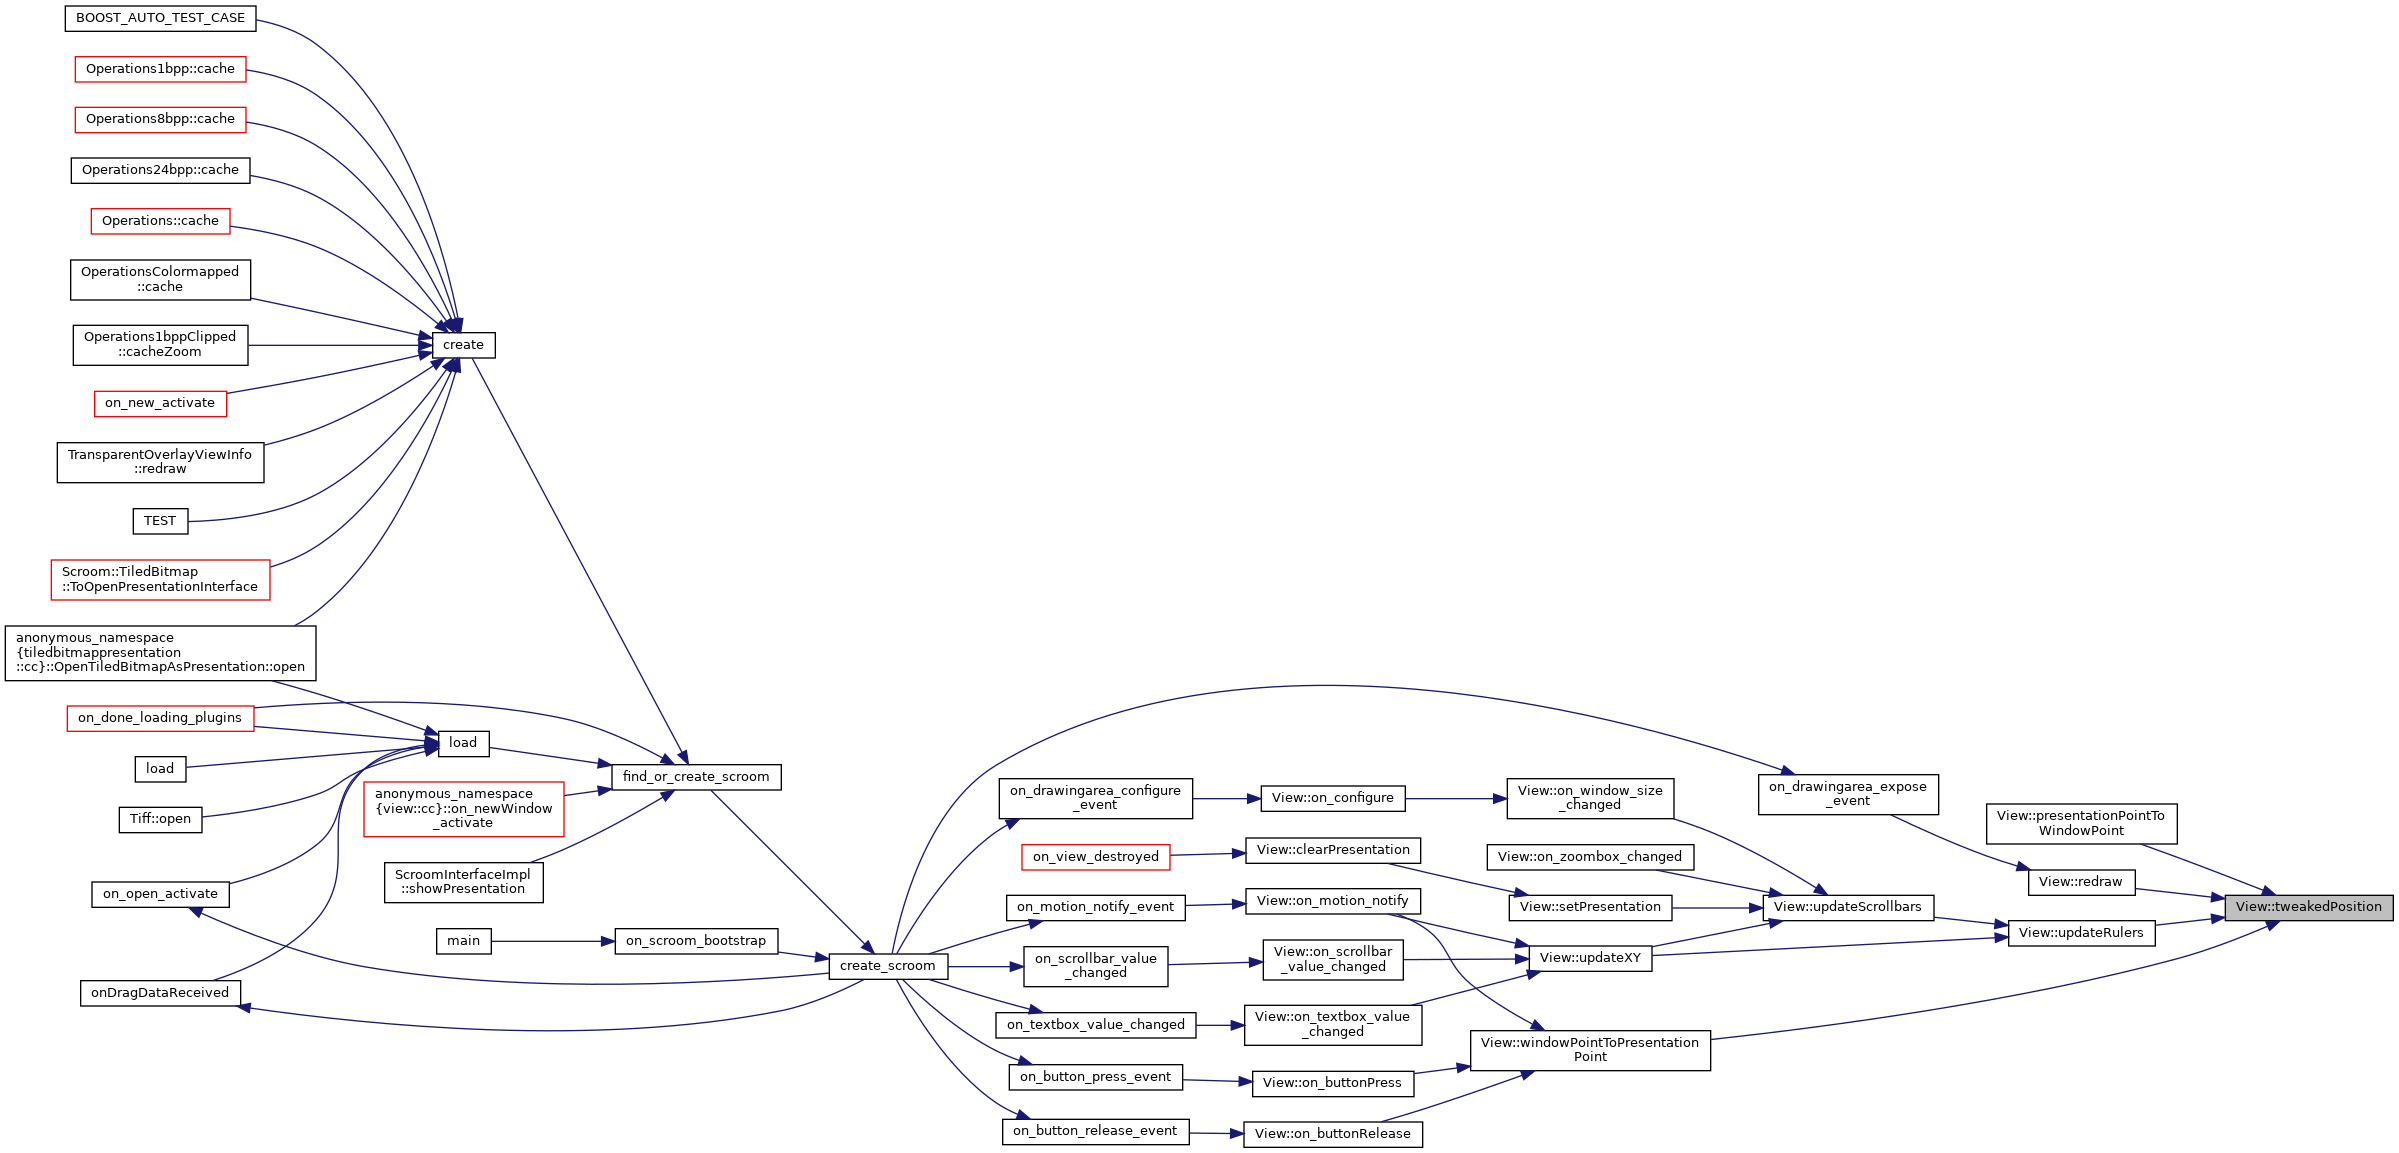 BOOST_AUTO_TEST_CASE
Operations1bpp::cache
Operations8bpp::cache
Operations24bpp::cache
Operations::cache
OperationsColormapped
::cache
Operations1bppClipped
::cacheZoom
on_new_activate
TransparentOverlayViewInfo
::redraw
TEST
Scroom::TiledBitmap
::ToOpenPresentationInterface
anonymous_namespace
{tiledbitmappresentation
::cc}::OpenTiledBitmapAsPresentation::open
on_done_loading_plugins
load
Tiff::open
on_open_activate
onDragDataReceived
create
load
anonymous_namespace
{view::cc}::on_newWindow
_activate
ScroomInterfaceImpl
::showPresentation
main
find_or_create_scroom
on_scroom_bootstrap
create_scroom
on_drawingarea_configure
_event
on_view_destroyed
on_motion_notify_event
on_scrollbar_value
_changed
on_textbox_value_changed
on_button_press_event
on_button_release_event
View::on_configure
View::clearPresentation
View::on_motion_notify
View::on_scrollbar
_value_changed
View::on_textbox_value
_changed
View::on_buttonPress
View::on_buttonRelease
View::on_window_size
_changed
View::on_zoombox_changed
View::setPresentation
View::updateXY
View::windowPointToPresentation
Point
on_drawingarea_expose
_event
View::updateScrollbars
View::presentationPointTo
WindowPoint
View::redraw
View::updateRulers
View::tweakedPosition